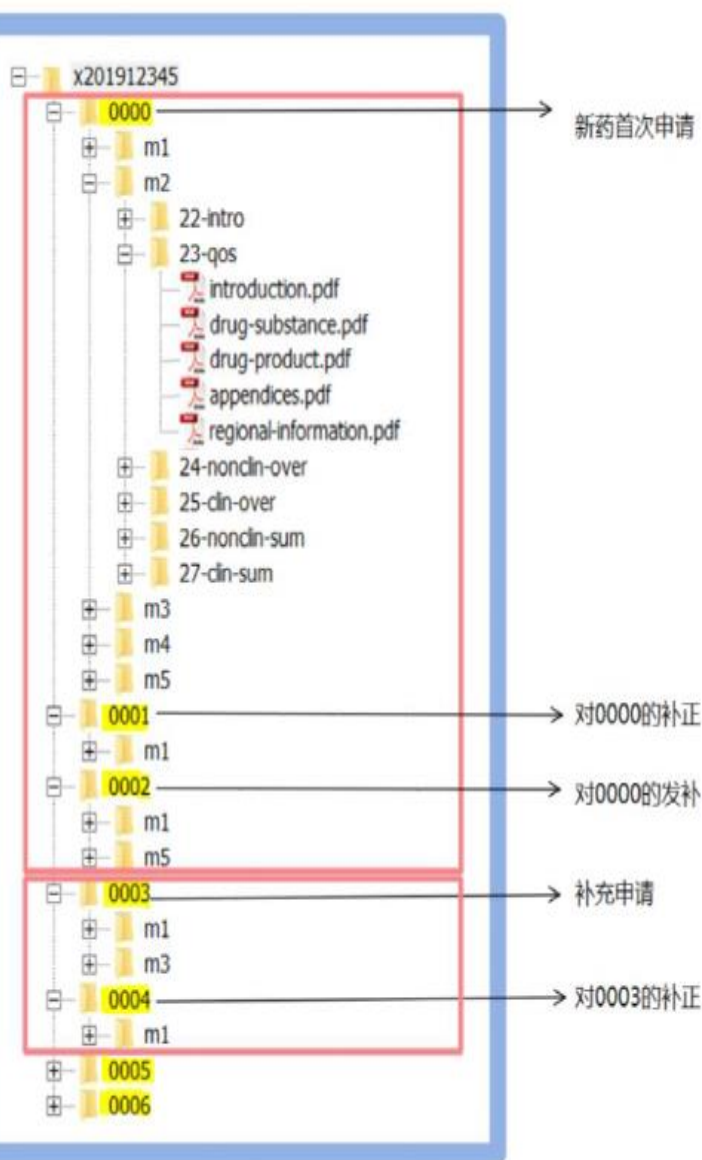 x201912345
0000
新药首次申请
m1
m2
22-intro
23-qos
introduction.pdf
drug-substance.pdf
drug-product.pdf
appendices.pdf
regional-information.pdf
24-nonclin-over
25-clin-over
26-nonclin-sum
27-clin-sum
m3
m4
m5
0001
对0000的补正
m1
0002
对0000的发补
m1
m5
0003
补充申请
m1
m3
0004
对0003的补正
m1
0005
0006